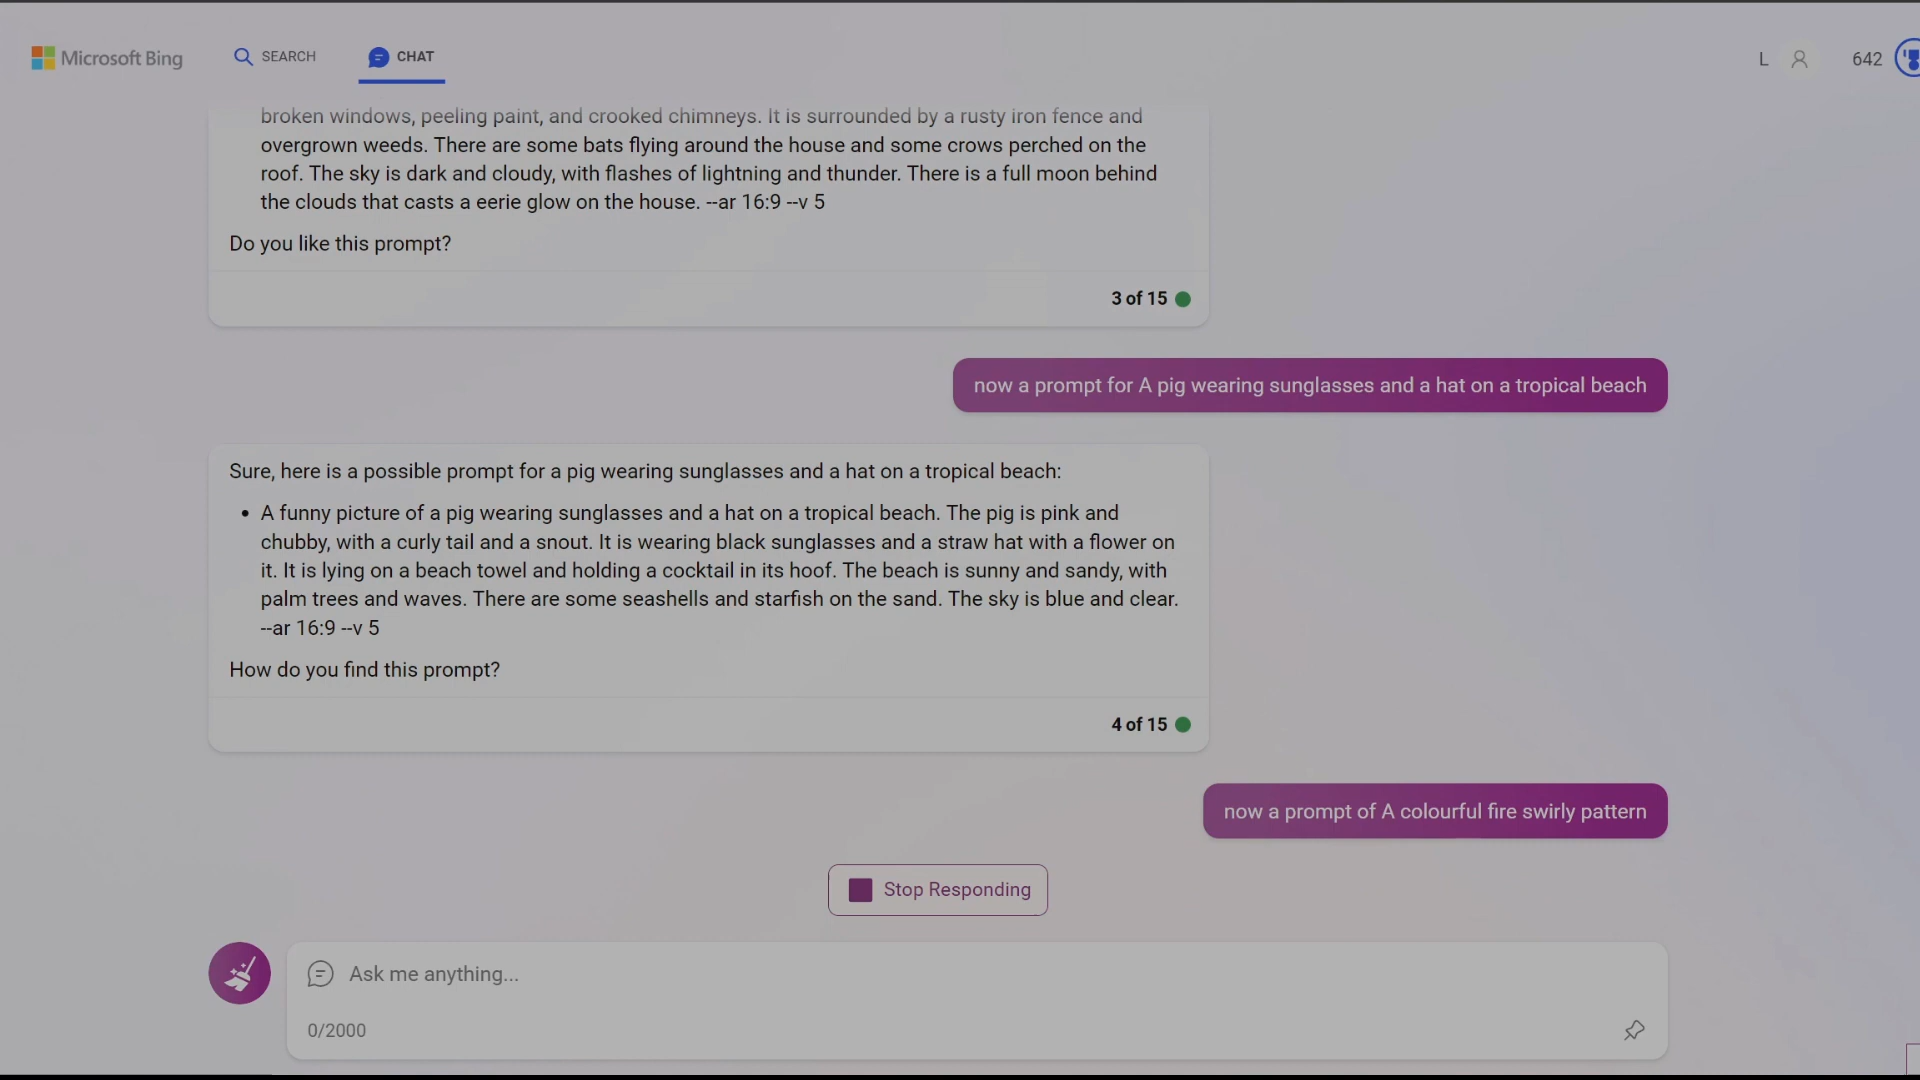 Microsoft Bing
SEARCH
CHAT
L
642
broken windows, peeling paint, and crooked chimneys. It is surrounded by a rusty iron fence and
overgrown weeds. There are some bats flying around the house and some crows perched on the
roof. The sky is dark and cloudy, with flashes of lightning and thunder. There is a full moon behind
the clouds that casts a eerie glow on the house. --ar 16:9 --v 5
Do you like this prompt?
3 of 15
now a prompt for A pig wearing sunglasses and a hat on a tropical beach
Sure, here is a possible prompt for a pig wearing sunglasses and a hat on a tropical beach:
• A funny picture of a pig wearing sunglasses and a hat on a tropical beach. The pig is pink and
chubby, with a curly tail and a snout. It is wearing black sunglasses and a straw hat with a flower on
it. It is lying on a beach towel and holding a cocktail in its hoof. The beach is sunny and sandy, with
palm trees and waves. There are some seashells and starfish on the sand. The sky is blue and clear.
--ar 16:9 --v 5
How do you find this prompt?
4 of 15
now a prompt of A colourful fire swirly pattern
Stop Responding
Ask me anything...
0/2000